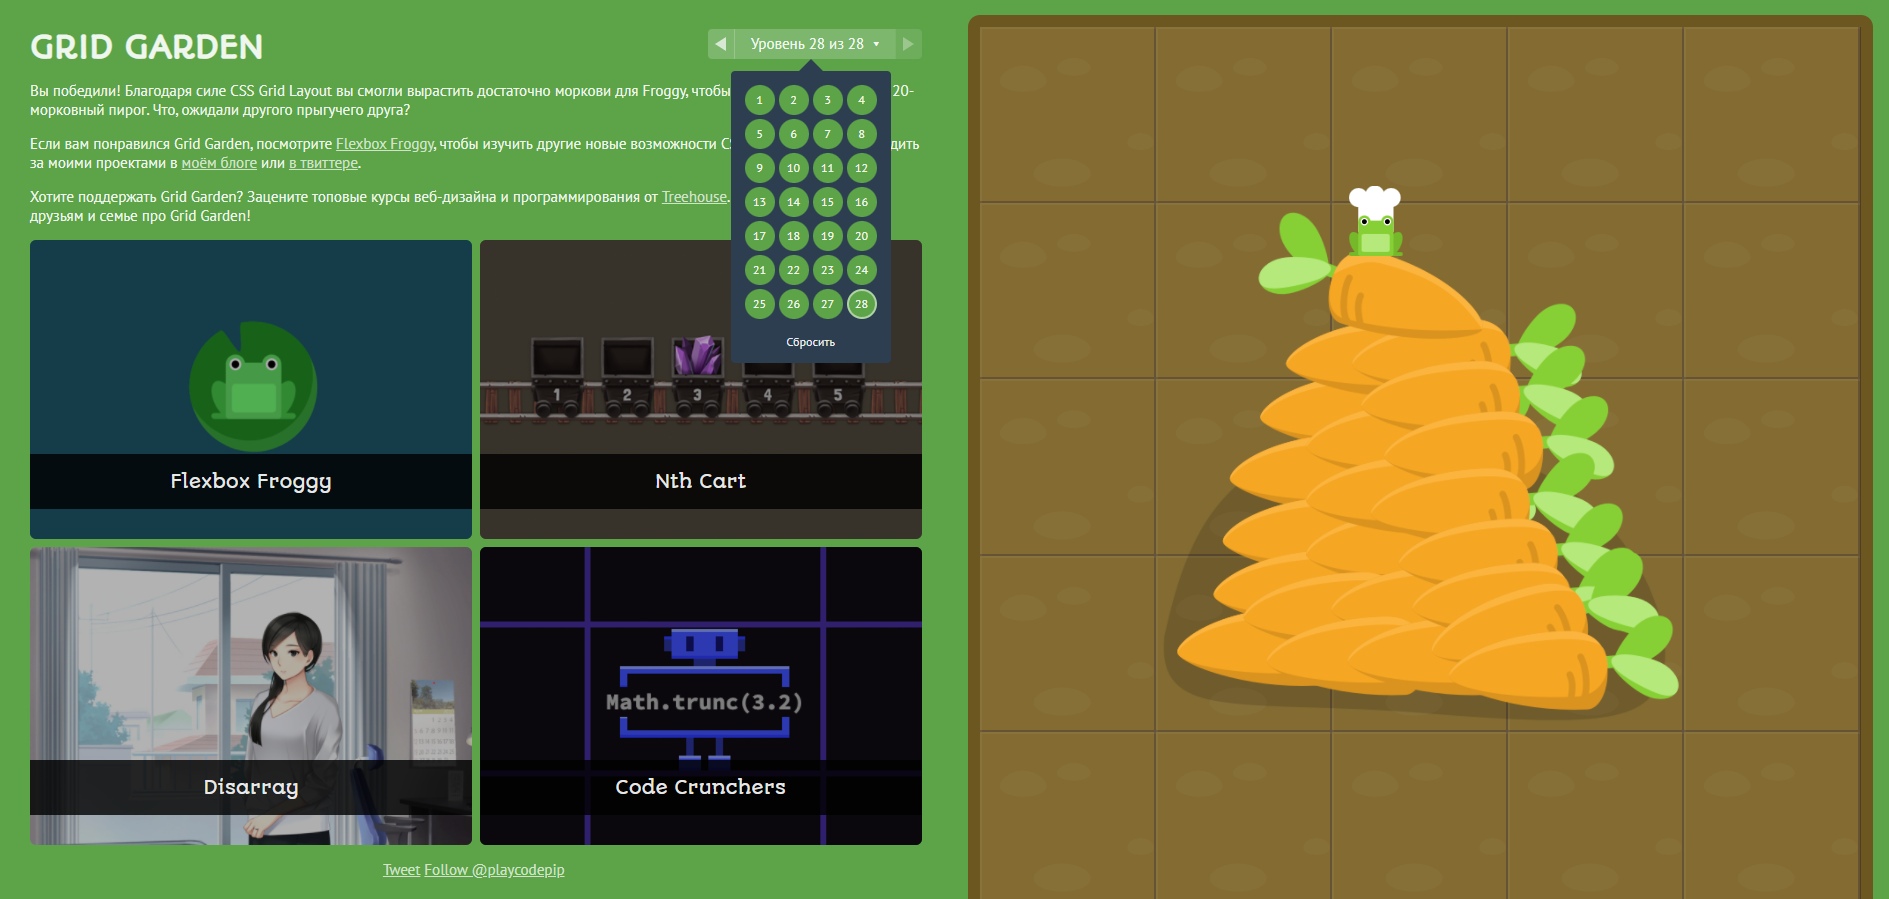 GRID GARDEN
Уровень 28 из 28
Вы победили! Благодаря силе CSS Grid Layout вы смогли вырастить достаточно моркови для Froggy, чтобы 20-
морковный пирог. Что, ожидали другого прыгучего друга?
Если вам понравился Grid Garden, посмотрите Flexbox Froggy, чтобы изучить другие новые возможности
за моими проектами в моём блоге или в твиттере.
Хотите поддержать Grid Garden? Зацените топовые курсы веб-дизайна и программирования от Treehouse.
друзьям и семье про Grid Garden!
1 2 3 4
5 6 7 8
9 10 11 12
13 14 15 16
17 18 19 20
21 22 23 24
25 26 27 28
Сбросить
1 2 3 4 5
Flexbox Froggy
Nth Cart
Math.trunc(3.2)
Disarray
Code Crunchers
Tweet Follow @playcodepip